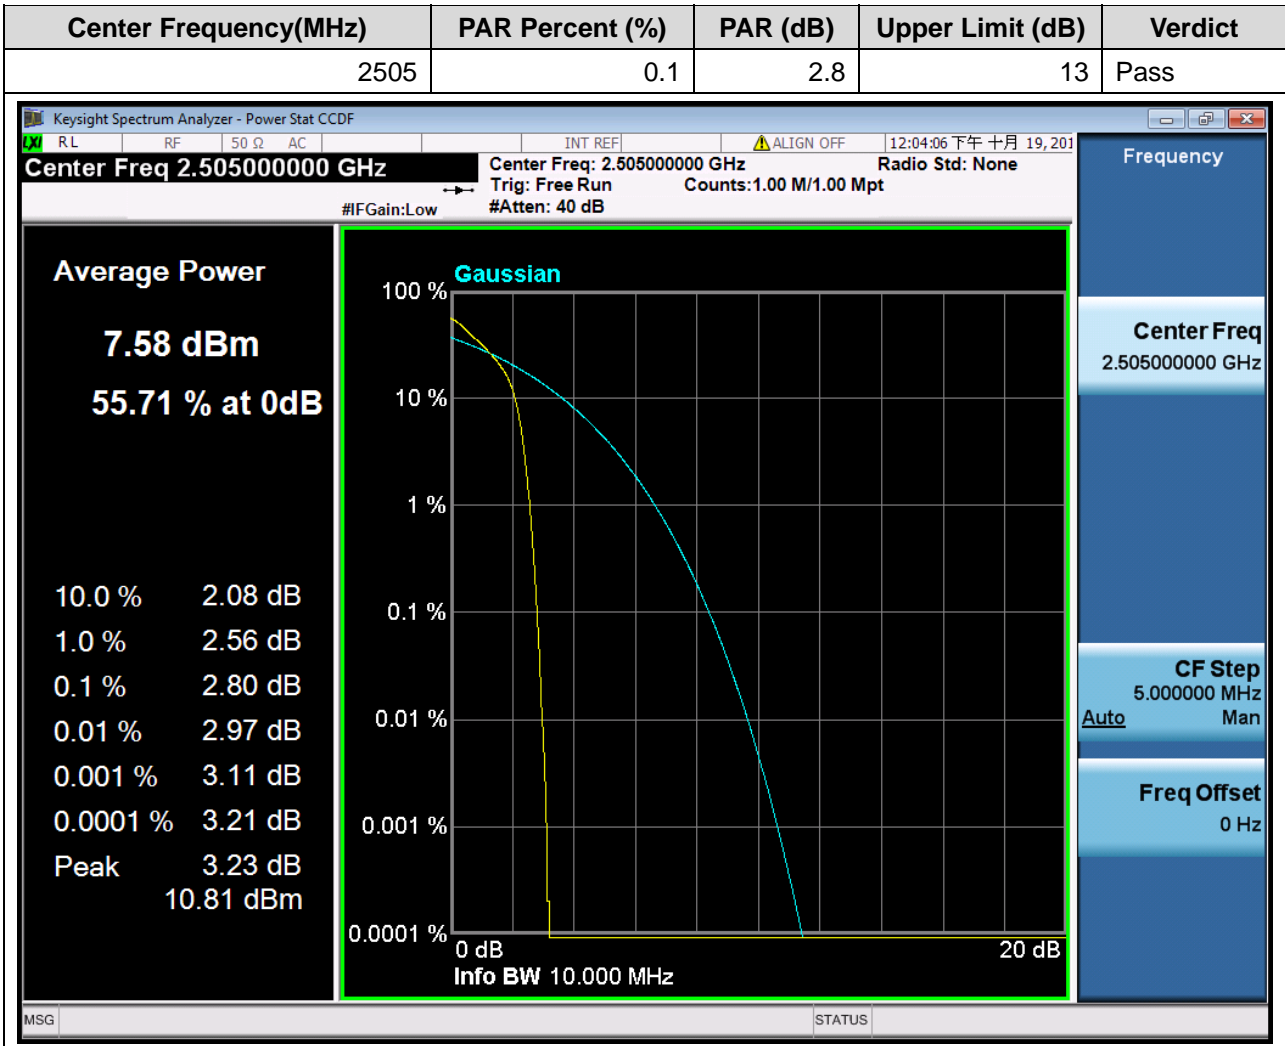 Center Frequency(MHz) PAR Percent (%) PAR (dB) Upper Limit (dB) Verdict
2505 0.1 2.8 13 Pass
Keysight Spectrum Analyzer - Power Stat CCDF
LXI RL RF 50 Ω AC INT REF ALIGN OFF 12:04:06 下午 十月 19, 201
Center Freq 2.505000000 GHz
Center Freq: 2.505000000 GHz Radio Std: None
Trig: Free Run Counts:1.00 M/1.00 Mpt
#IFGain:Low #Atten: 40 dB
Frequency
Average Power
7.58 dBm
55.71 % at 0dB
10.0 % 2.08 dB
1.0 % 2.56 dB
0.1 % 2.80 dB
0.01 % 2.97 dB
0.001 % 3.11 dB
0.0001 % 3.21 dB
Peak 3.23 dB
10.81 dBm
Gaussian
100 %
10 %
1 %
0.1 %
0.01 %
0.001 %
0.0001 %
0 dB 20 dB
Info BW 10.000 MHz
Center Freq
2.505000000 GHz
CF Step
5.000000 MHz
Auto Man
Freq Offset
0 Hz
MSG STATUS